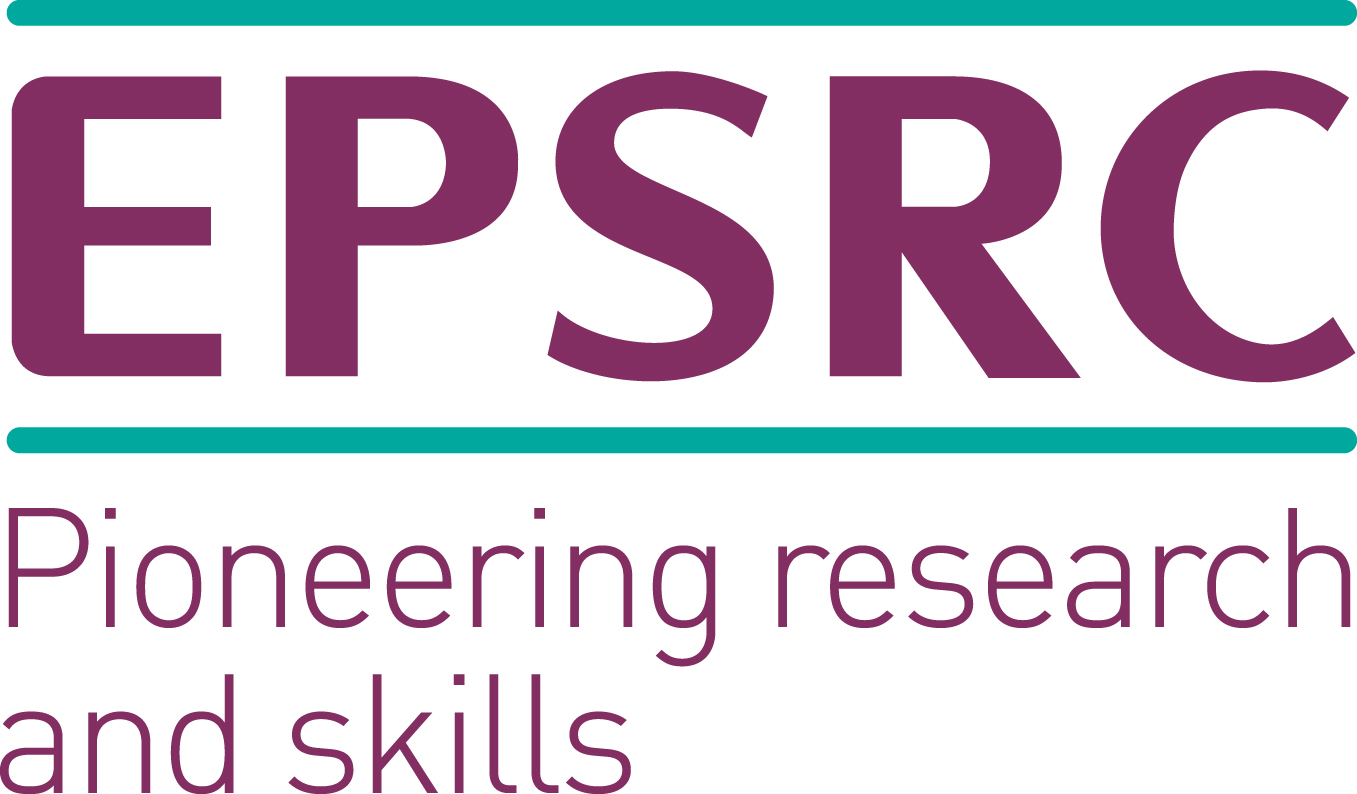 EPSRC
Pioneering research
and skills